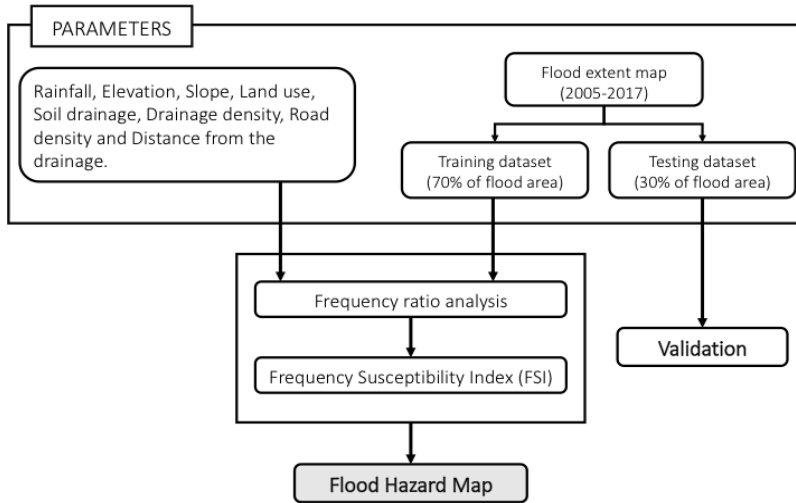 PARAMETERS
Rainfall, Elevation, Slope, Land use,
Soil drainage, Drainage density, Road
density and Distance from the
drainage.
Flood extent map
(2005-2017)
Training dataset
(70% of flood area)
Testing dataset
(30% of flood area)
Frequency ratio analysis
Frequency Susceptibility Index (FSI)
Validation
Flood Hazard Map